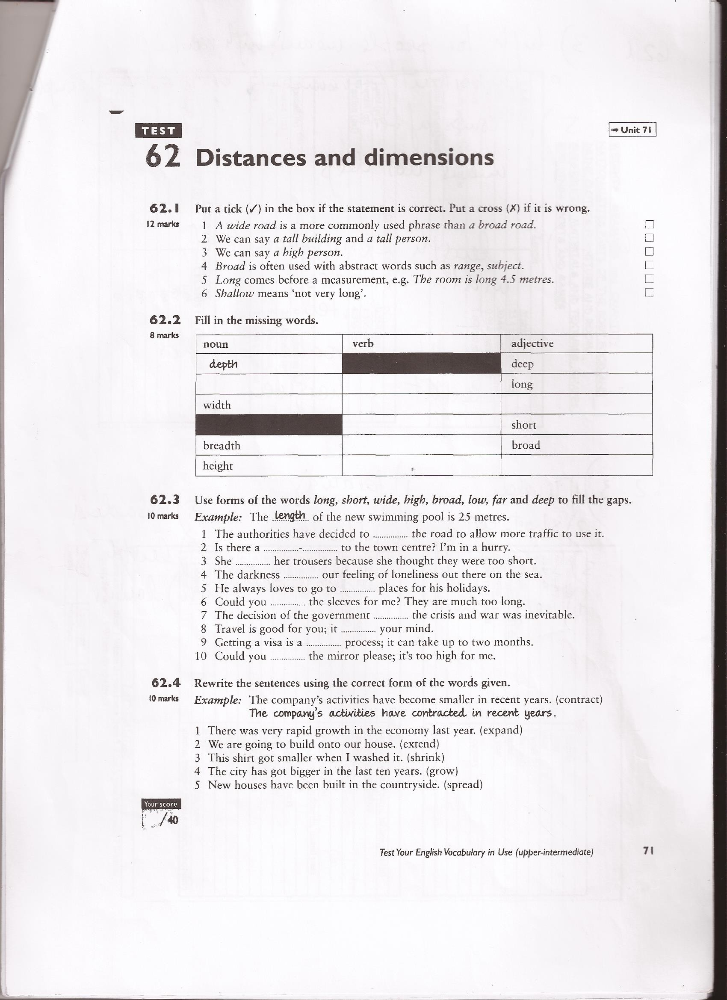 TEST
➠ Unit 71
62 Distances and dimensions
62.1 Put a tick (✓) in the box if the statement is correct. Put a cross (✗) if it is wrong.
12 marks
1 A wide road is a more commonly used phrase than a broad road. □
2 We can say a tall building and a tall person. □
3 We can say a high person. □
4 Broad is often used with abstract words such as range, subject. □
5 Long comes before a measurement, e.g. The room is long 4.5 metres. □
6 Shallow means ‘not very long’. □
62.2 Fill in the missing words.
8 marks
noun verb adjective
depth deep
long
width
short
breadth broad
height
62.3 Use forms of the words long, short, wide, high, broad, low, far and deep to fill the gaps.
10 marks Example: The ..length.. of the new swimming pool is 25 metres.
1 The authorities have decided to ................ the road to allow more traffic to use it.
2 Is there a ................-................ to the town centre? I’m in a hurry.
3 She ................ her trousers because she thought they were too short.
4 The darkness ................ our feeling of loneliness out there on the sea.
5 He always loves to go to ................ places for his holidays.
6 Could you ................ the sleeves for me? They are much too long.
7 The decision of the government ................ the crisis and war was inevitable.
8 Travel is good for you; it ................ your mind.
9 Getting a visa is a ................ process; it can take up to two months.
10 Could you ................ the mirror please; it’s too high for me.
62.4 Rewrite the sentences using the correct form of the words given.
10 marks Example: The company’s activities have become smaller in recent years. (contract)
The company's activities have contracted in recent years.
1 There was very rapid growth in the economy last year. (expand)
2 We are going to build onto our house. (extend)
3 This shirt got smaller when I washed it. (shrink)
4 The city has got bigger in the last ten years. (grow)
5 New houses have been built in the countryside. (spread)
Your score
/40
Test Your English Vocabulary in Use (upper-intermediate) 71